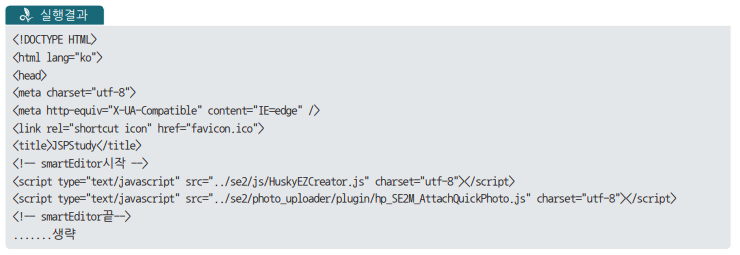 실행결과
<!DOCTYPE HTML>
<html lang="ko">
<head>
<meta charset="utf-8">
<meta http-equiv="X-UA-Compatible" content="IE=edge" />
<link rel="shortcut icon" href="favicon.ico">
<title>JSPStudy</title>
<!-- smartEditor시작 -->
<script type="text/javascript" src="../se2/js/HuskyEZCreator.js" charset="utf-8"></script>
<script type="text/javascript" src="../se2/photo_uploader/plugin/hp_SE2M_AttachQuickPhoto.js" charset="utf-8"></script>
<!-- smartEditor끝-->
.......생략